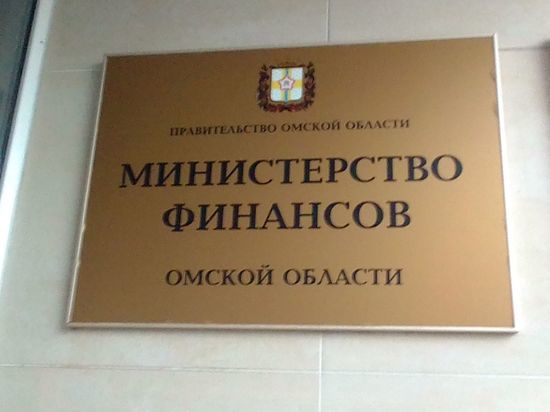 ПРАВИТЕЛЬСТВО ОМСКОЙ ОБЛАСТИ
МИНИСТЕРСТВО
ФИНАНСОВ
ОМСКОЙ ОБЛАСТИ